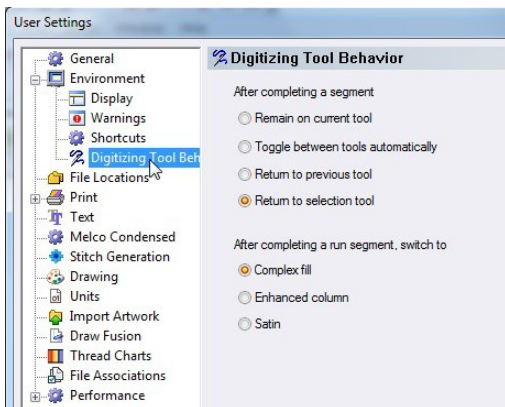 User Settings
General
Environment
Display
Warnings
Shortcuts
Digitizing Tool Beh
File Locations
Print
Text
Melco Condensed
Stitch Generation
Drawing
Units
Import Artwork
Draw Fusion
Thread Charts
File Associations
Performance
Digitizing Tool Behavior
After completing a segment
Remain on current tool
Toggle between tools automatically
Return to previous tool
Return to selection tool
After completing a run segment, switch to
Complex fill
Enhanced column
Satin